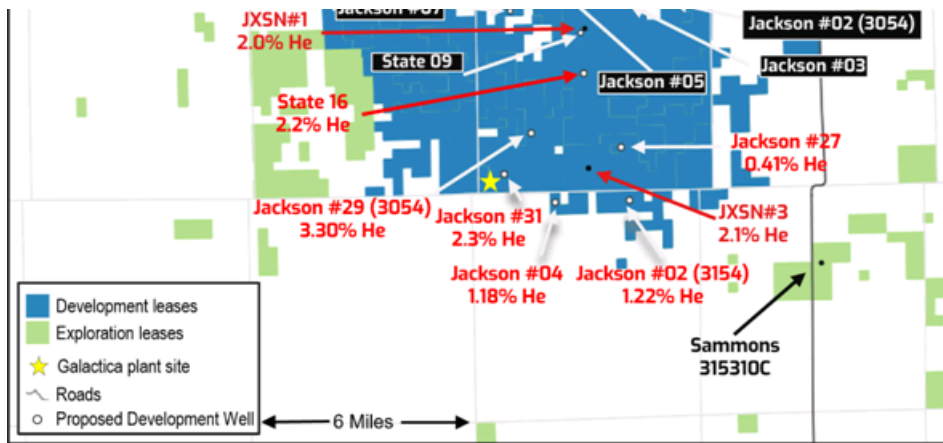 Jackson #07
JXSN#1
2.0% He
State 09
Jackson #02 (3054)
Jackson #03
Jackson #05
State 16
2.2% He
Jackson #27
0.41% He
Jackson #29 (3054)
3.30% He
Jackson #31
2.3% He
JXSN#3
2.1% He
Jackson #04
1.18% He
Jackson #02 (3154)
1.22% He
Sammons
315310C
Development leases
Exploration leases
Galactica plant site
Roads
Proposed Development Well
6 Miles